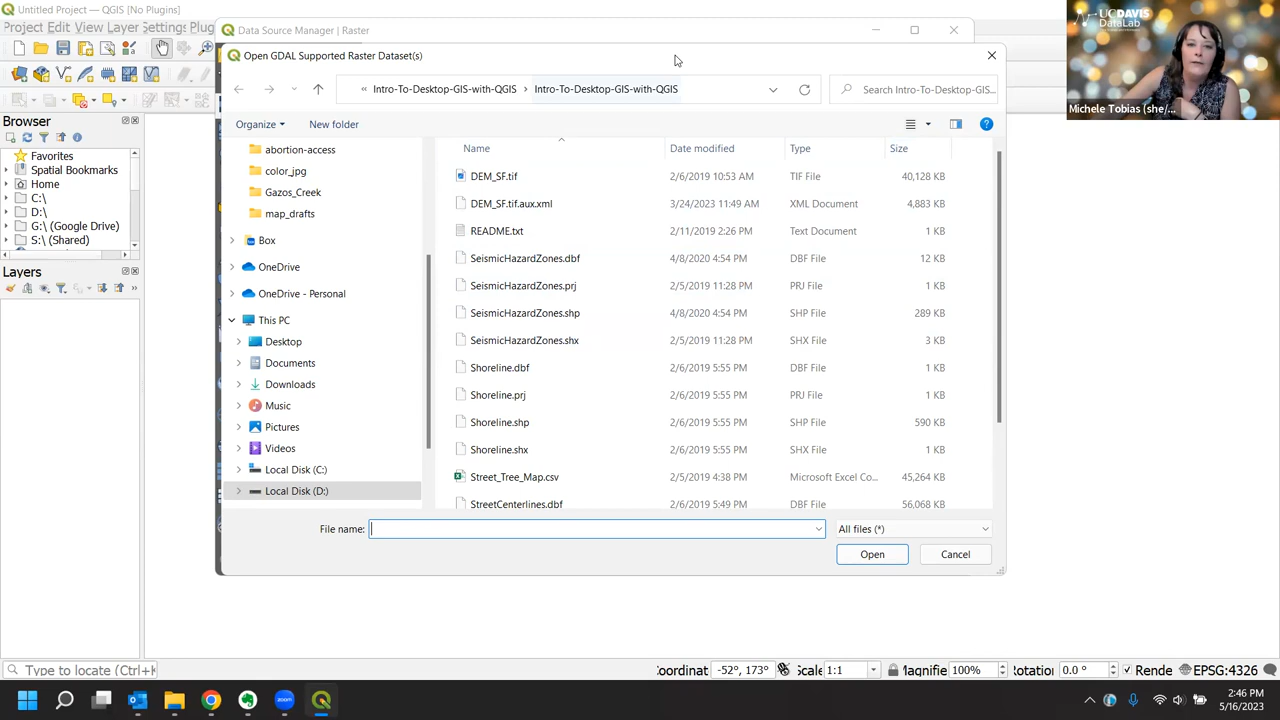 Untitled Project — QGIS [No Plugins]
Project Edit View Layer Settings Plug
Data Source Manager | Raster
Open GDAL Supported Raster Dataset(s)
« Intro-To-Desktop-GIS-with-QGIS › Intro-To-Desktop-GIS-with-QGIS
Search Intro-To-Desktop-GIS...
Organize
New folder
Browser
Favorites
Spatial Bookmarks
Home
C:\
D:\
G:\ (Google Drive)
S:\ (Shared)
Layers
abortion-access
color_jpg
Gazos_Creek
map_drafts
Box
OneDrive
OneDrive - Personal
This PC
Desktop
Documents
Downloads
Music
Pictures
Videos
Local Disk (C:)
Local Disk (D:)
Name Date modified Type Size
DEM_SF.tif 2/6/2019 10:53 AM TIF File 40,128 KB
DEM_SF.tif.aux.xml 3/24/2023 11:49 AM XML Document 4,883 KB
README.txt 2/11/2019 2:26 PM Text Document 1 KB
SeismicHazardZones.dbf 4/8/2020 4:54 PM DBF File 12 KB
SeismicHazardZones.prj 2/5/2019 11:28 PM PRJ File 1 KB
SeismicHazardZones.shp 4/8/2020 4:54 PM SHP File 289 KB
SeismicHazardZones.shx 2/5/2019 11:28 PM SHX File 3 KB
Shoreline.dbf 2/6/2019 5:55 PM DBF File 1 KB
Shoreline.prj 2/6/2019 5:55 PM PRJ File 1 KB
Shoreline.shp 2/6/2019 5:55 PM SHP File 590 KB
Shoreline.shx 2/6/2019 5:55 PM SHX File 1 KB
Street_Tree_Map.csv 2/5/2019 4:38 PM Microsoft Excel Co... 45,264 KB
StreetCenterlines.dbf 2/6/2019 5:55 PM DBF File 56,068 KB
File name:
All files (*)
Open
Cancel
UCDAVIS
DataLab
Michele Tobias (she/...
Type to locate (Ctrl+
oordinat -52°, 173° Scale 1:1 Magnifie 100% Rotation 0.0 ° Rende EPSG:4326
zoom
2:46 PM
5/16/2023